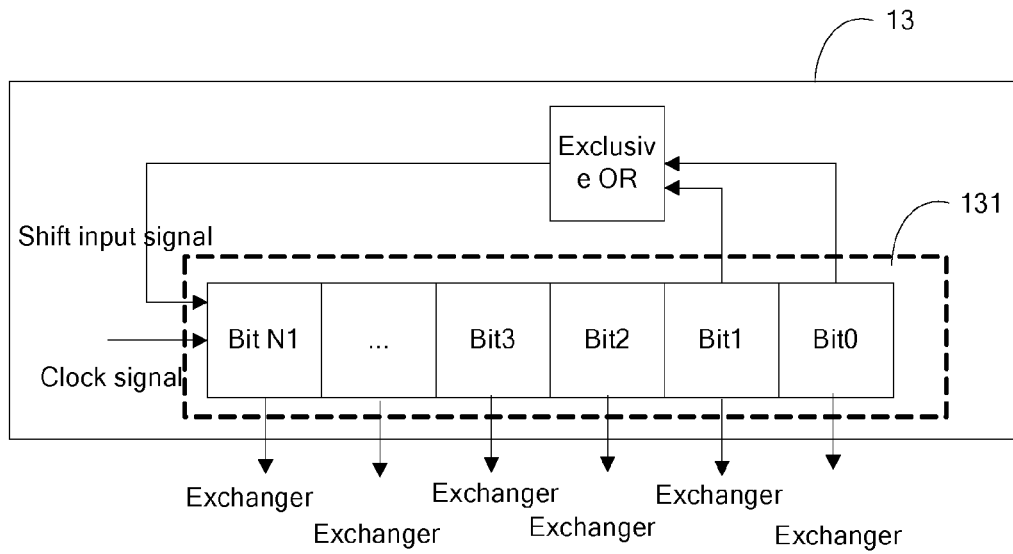 13
Exclusiv
e OR
131
Shift input signal
Bit N1
...
Bit3
Bit2
Bit1
Bit0
Clock signal
Exchanger
Exchanger
Exchanger
Exchanger
Exchanger
Exchanger